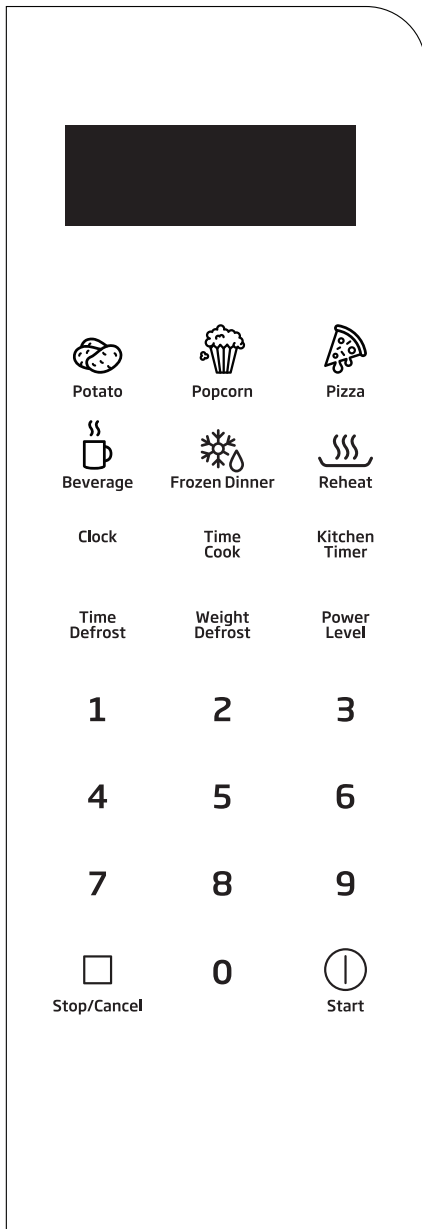 Potato Popcorn Pizza
Beverage Frozen Dinner Reheat
Clock
Time
Cook
Kitchen
Timer
Time
Defrost
Weight
Defrost
Power
Level
1 2 3
4 5 6
7 8 9
0
Stop/Cancel Start